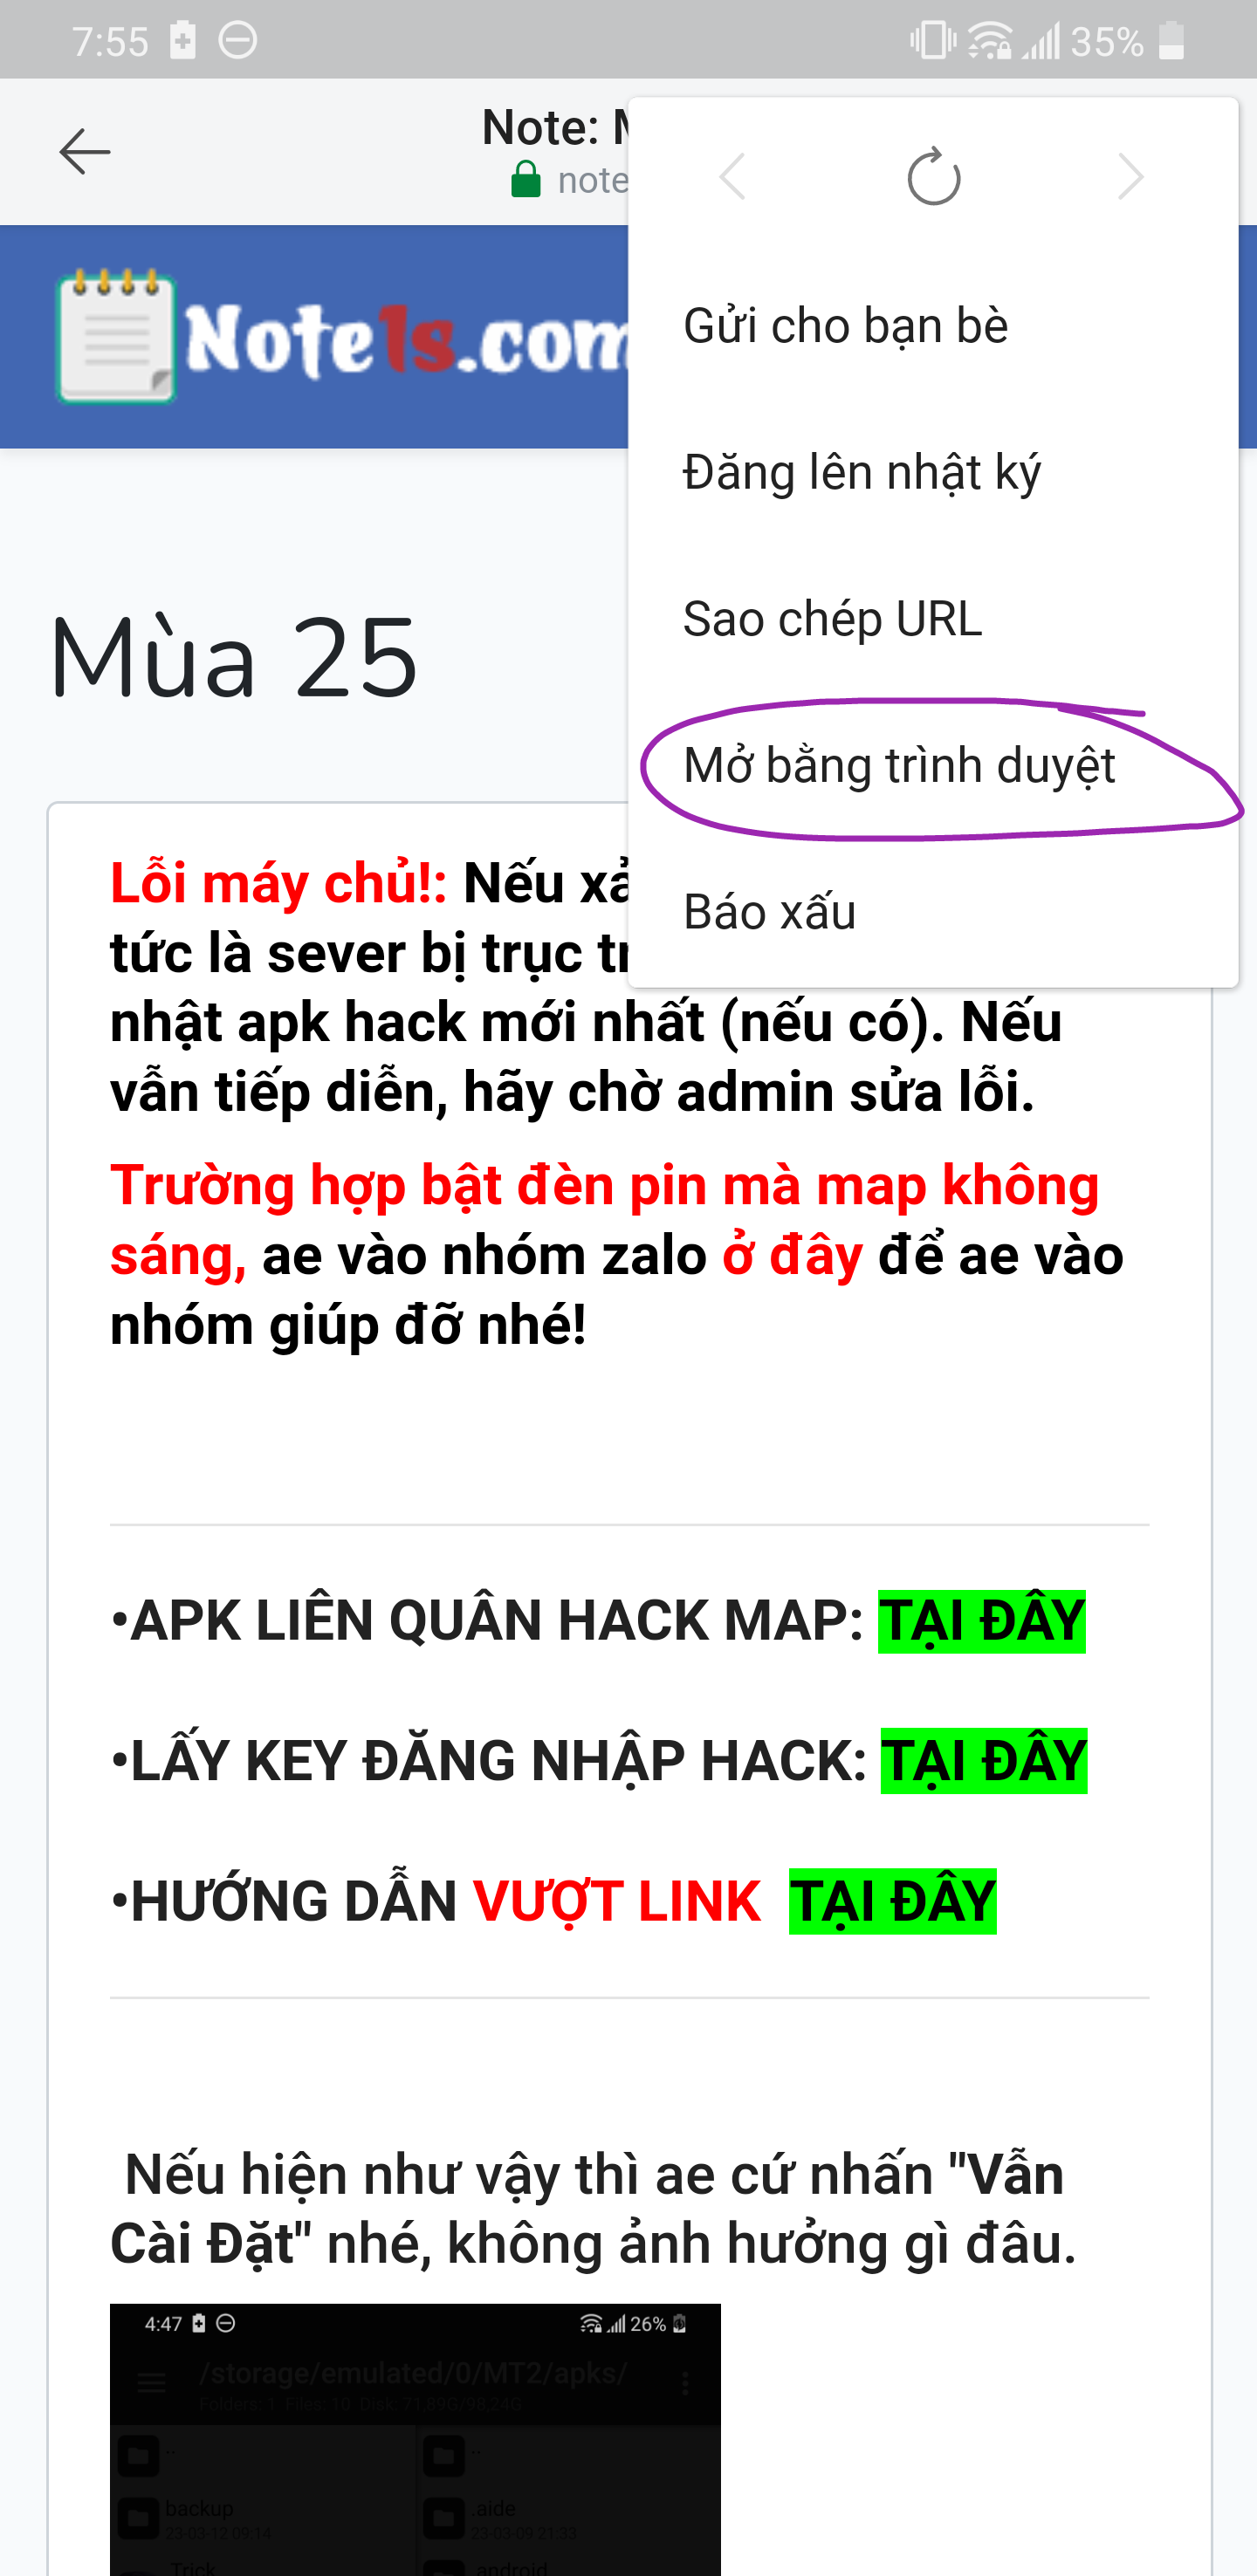 7:55
35%
Note:
note
Note1s.com
Gửi cho bạn bè
Đăng lên nhật ký
Sao chép URL
Mở bằng trình duyệt
Báo xấu
Mùa 25
Lỗi máy chủ!: Nếu
tức là sever bị trục
nhật apk hack mới nhất (nếu có). Nếu
vẫn tiếp diễn, hãy chờ admin sửa lỗi.
Trường hợp bật đèn pin mà map không
sáng, ae vào nhóm zalo ở đây để ae vào
nhóm giúp đỡ nhé!
•APK LIÊN QUÂN HACK MAP: TẠI ĐÂY
•LẤY KEY ĐĂNG NHẬP HACK: TẠI ĐÂY
•HƯỚNG DẪN VƯỢT LINK TẠI ĐÂY
Nếu hiện như vậy thì ae cứ nhấn "Vẫn
Cài Đặt" nhé, không ảnh hưởng gì đâu.
4:47
26%
/storage/emulated/0/MT2/apks/
Folders: 1 Files: 10 Disk: 71,89G/98,24G
..
..
backup
23-03-12 09:14
.aide
23-03-09 21:33
Trick
.android